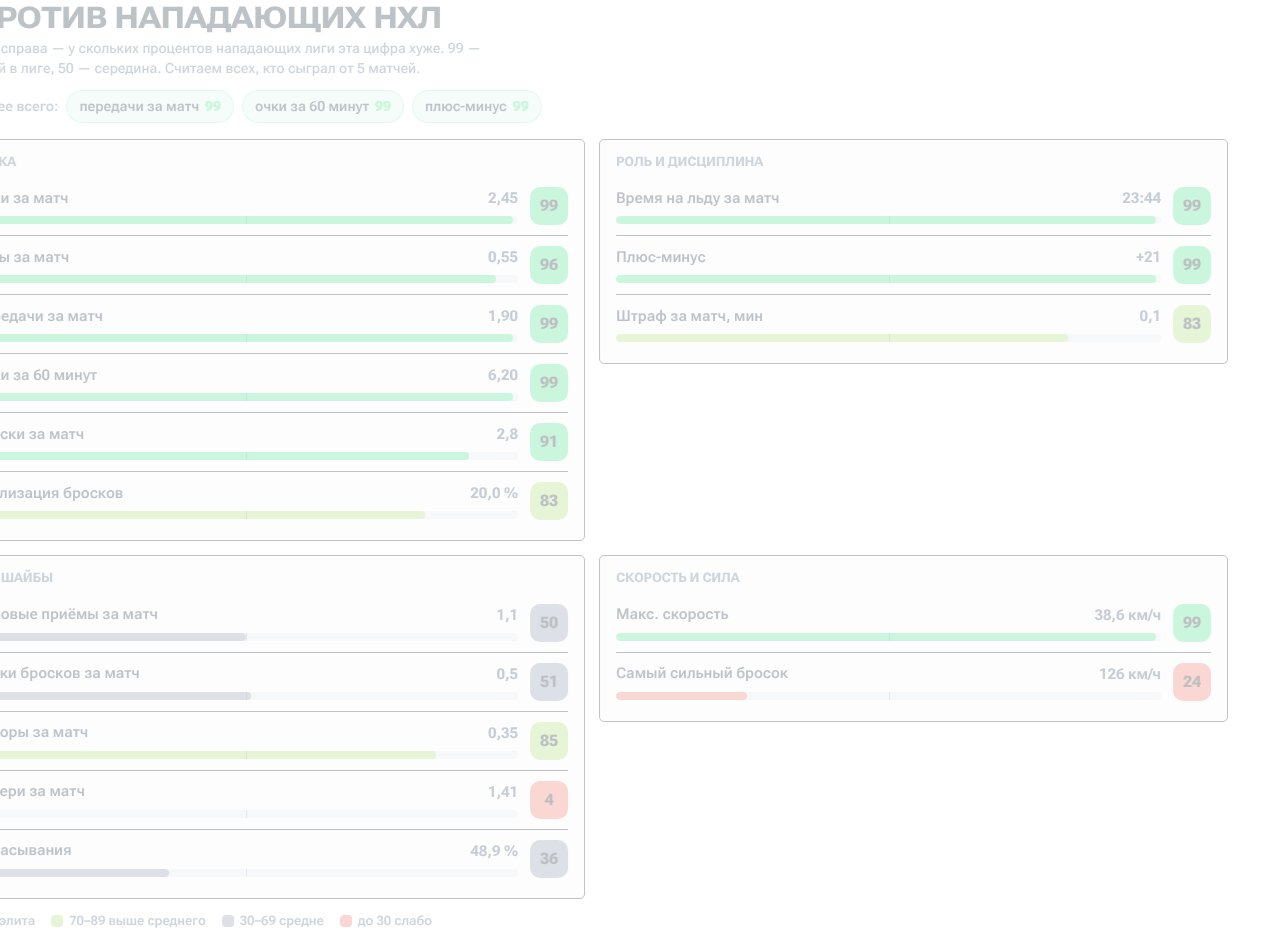 РОТИВ НАПАДАЮЩИХ НХЛ
справа — у скольких процентов нападающих лиги эта цифра хуже. 99 —
й в лиге, 50 — середина. Считаем всех, кто сыграл от 5 матчей.
ее всего: передачи за матч 99 очки за 60 минут 99 плюс-минус 99
КА
и за матч 2,45 99
ы за матч 0,55 96
едачи за матч 1,90 99
и за 60 минут 6,20 99
ски за матч 2,8 91
лизация бросков 20,0 % 83
РОЛЬ И ДИСЦИПЛИНА
Время на льду за матч 23:44 99
Плюс-минус +21 99
Штраф за матч, мин 0,1 83
ШАЙБЫ
овые приёмы за матч 1,1 50
ки бросков за матч 0,5 51
оры за матч 0,35 85
ери за матч 1,41 4
асывания 48,9 % 36
СКОРОСТЬ И СИЛА
Макс. скорость 38,6 км/ч 99
Самый сильный бросок 126 км/ч 24
элита 70–89 выше среднего 30–69 средне до 30 слабо